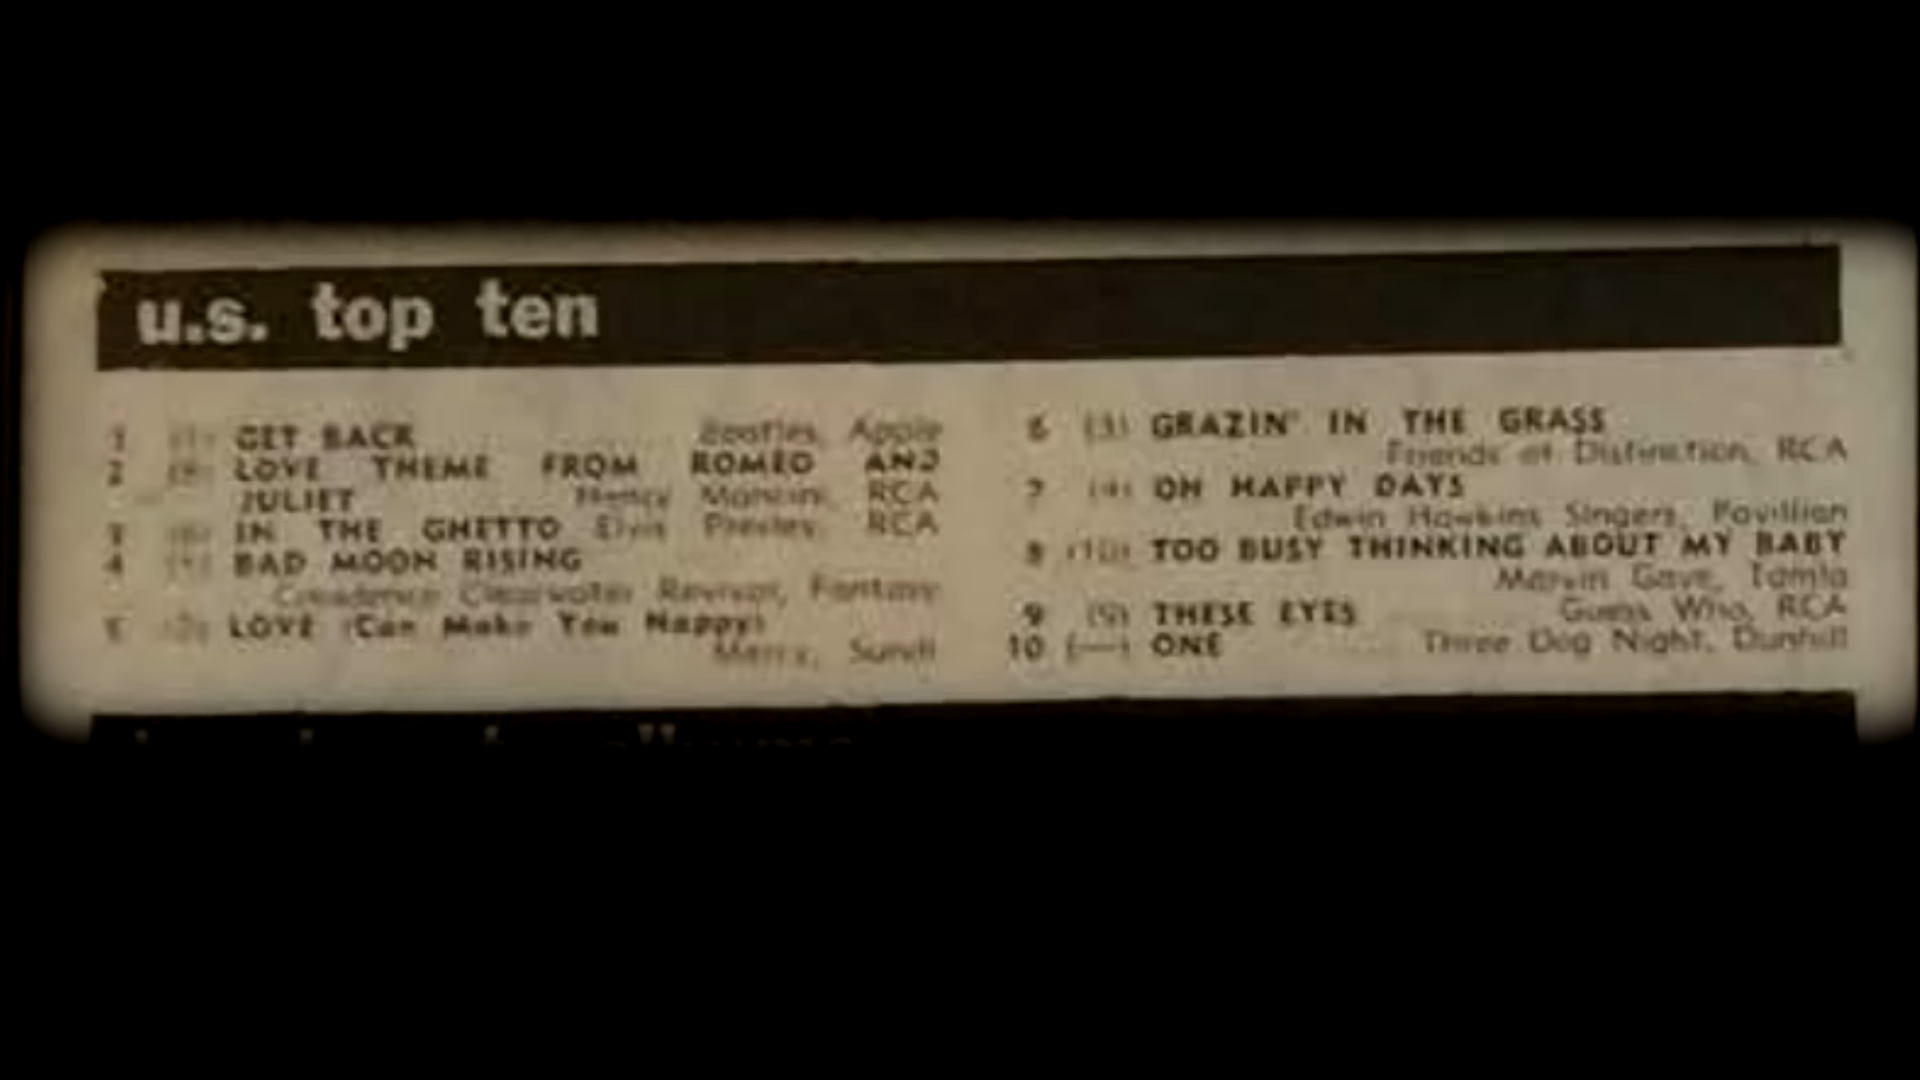 u.s. top ten
1 (1) GET BACK Beatles, Apple
2 LOVE THEME FROM ROMEO AND
JULIET Henry Mancini, RCA
3 (6) IN THE GHETTO Elvis Presley, RCA
4 BAD MOON RISING
Creedence Clearwater Revival, Fantasy
5 (2) LOVE (Can Make You Happy)
Mercy, Sundi
6 (3) GRAZIN' IN THE GRASS
Friends of Distinction, RCA
7 (4) OH HAPPY DAYS
Edwin Hawkins Singers, Pavillian
8 (10) TOO BUSY THINKING ABOUT MY BABY
Marvin Gaye, Tamla
9 (9) THESE EYES Guess Who, RCA
10 (—) ONE Three Dog Night, Dunhill